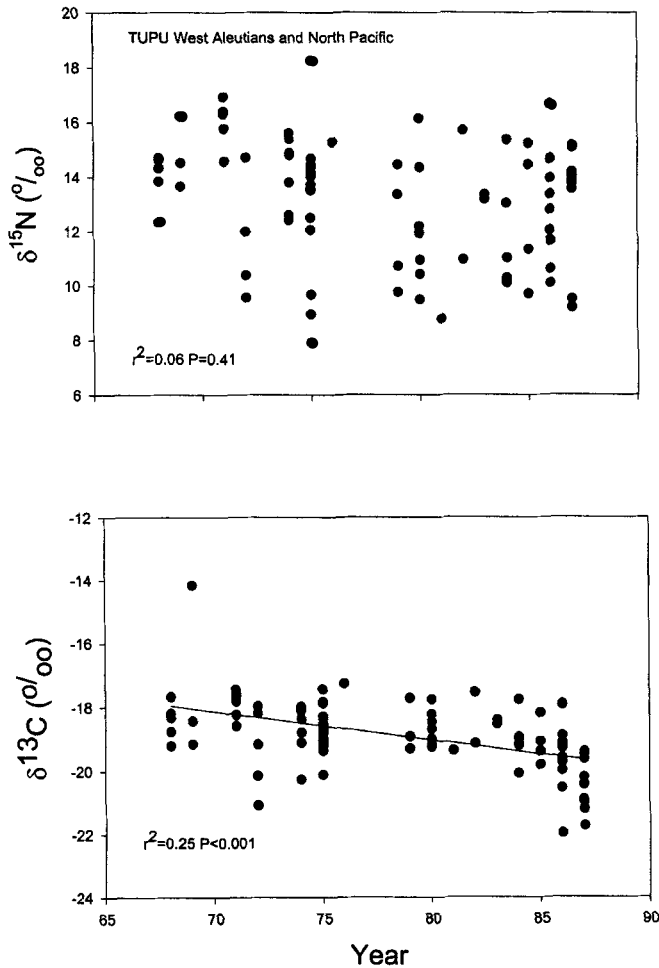 20
TUPU West Aleutians and North Pacific
18
16
14
12
10
8
6
δ15N (o/oo)
r2=0.06 P=0.41
-12
-14
-16
-18
-20
-22
-24
δ13C (o/oo)
r2=0.25 P<0.001
65 70 75 80 85 90
Year